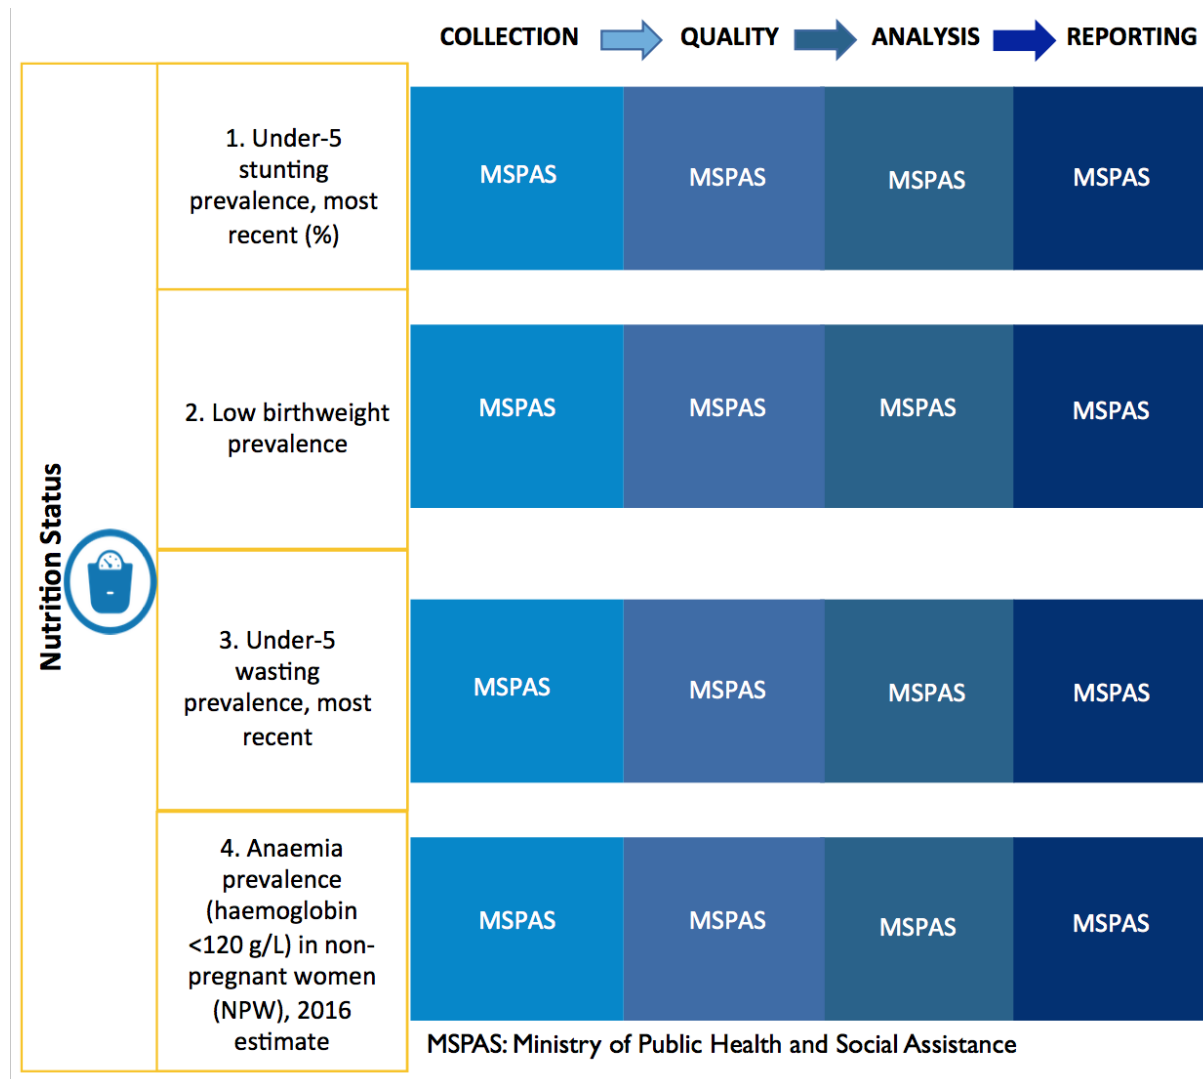 COLLECTION QUALITY ANALYSIS REPORTING
Nutrition Status
1. Under-5
stunting
prevalence, most
recent (%)
MSPAS MSPAS MSPAS MSPAS
2. Low birthweight
prevalence
MSPAS MSPAS MSPAS MSPAS
3. Under-5
wasting
prevalence, most
recent
MSPAS MSPAS MSPAS MSPAS
4. Anaemia
prevalence
(haemoglobin
<120 g/L) in non-
pregnant women
(NPW), 2016
estimate
MSPAS MSPAS MSPAS MSPAS
MSPAS: Ministry of Public Health and Social Assistance